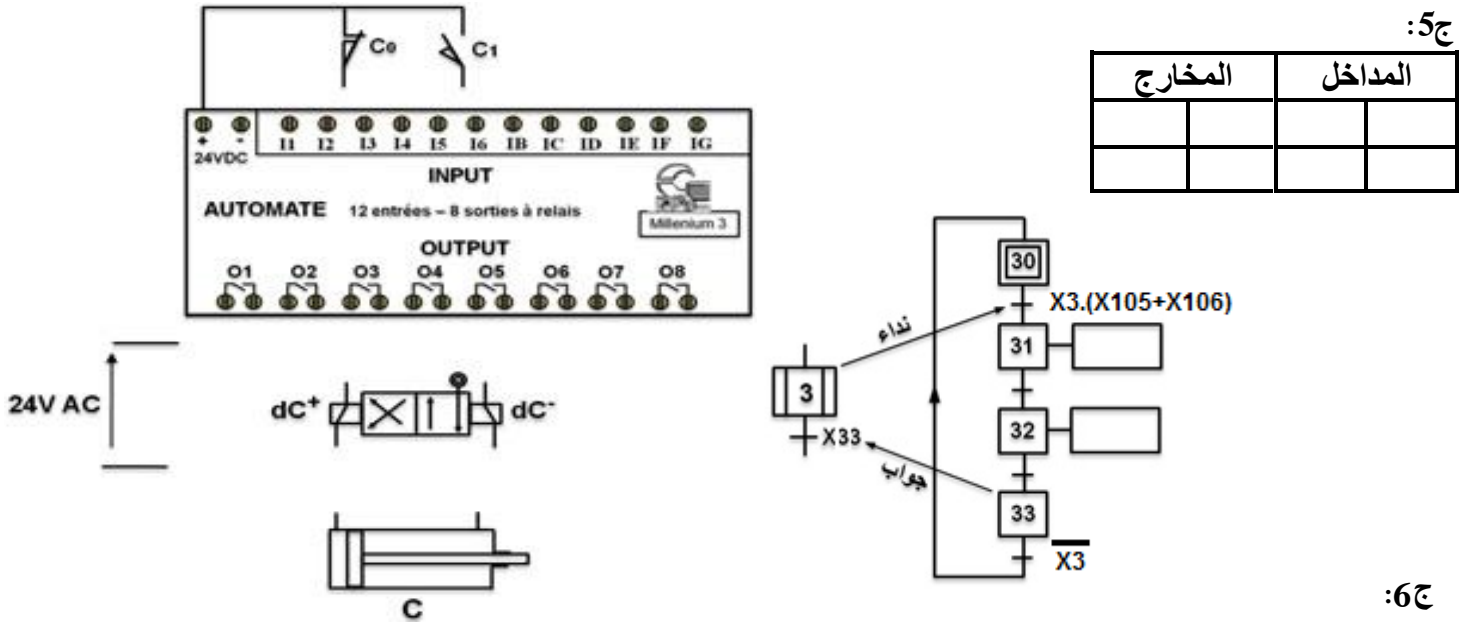 ج5:
المداخل المخارج
C0 C1
+ - I1 I2 I3 I4 I5 I6 IB IC ID IE IF IG
24VDC
INPUT
AUTOMATE 12 entrées – 8 sorties à relais
Millenium 3
OUTPUT
O1 O2 O3 O4 O5 O6 O7 O8
24V AC
dC+ dC-
C
30
X3.(X105+X106)
نداء
31
3
X33
32
جواب
33
X̅3̅
ج6: